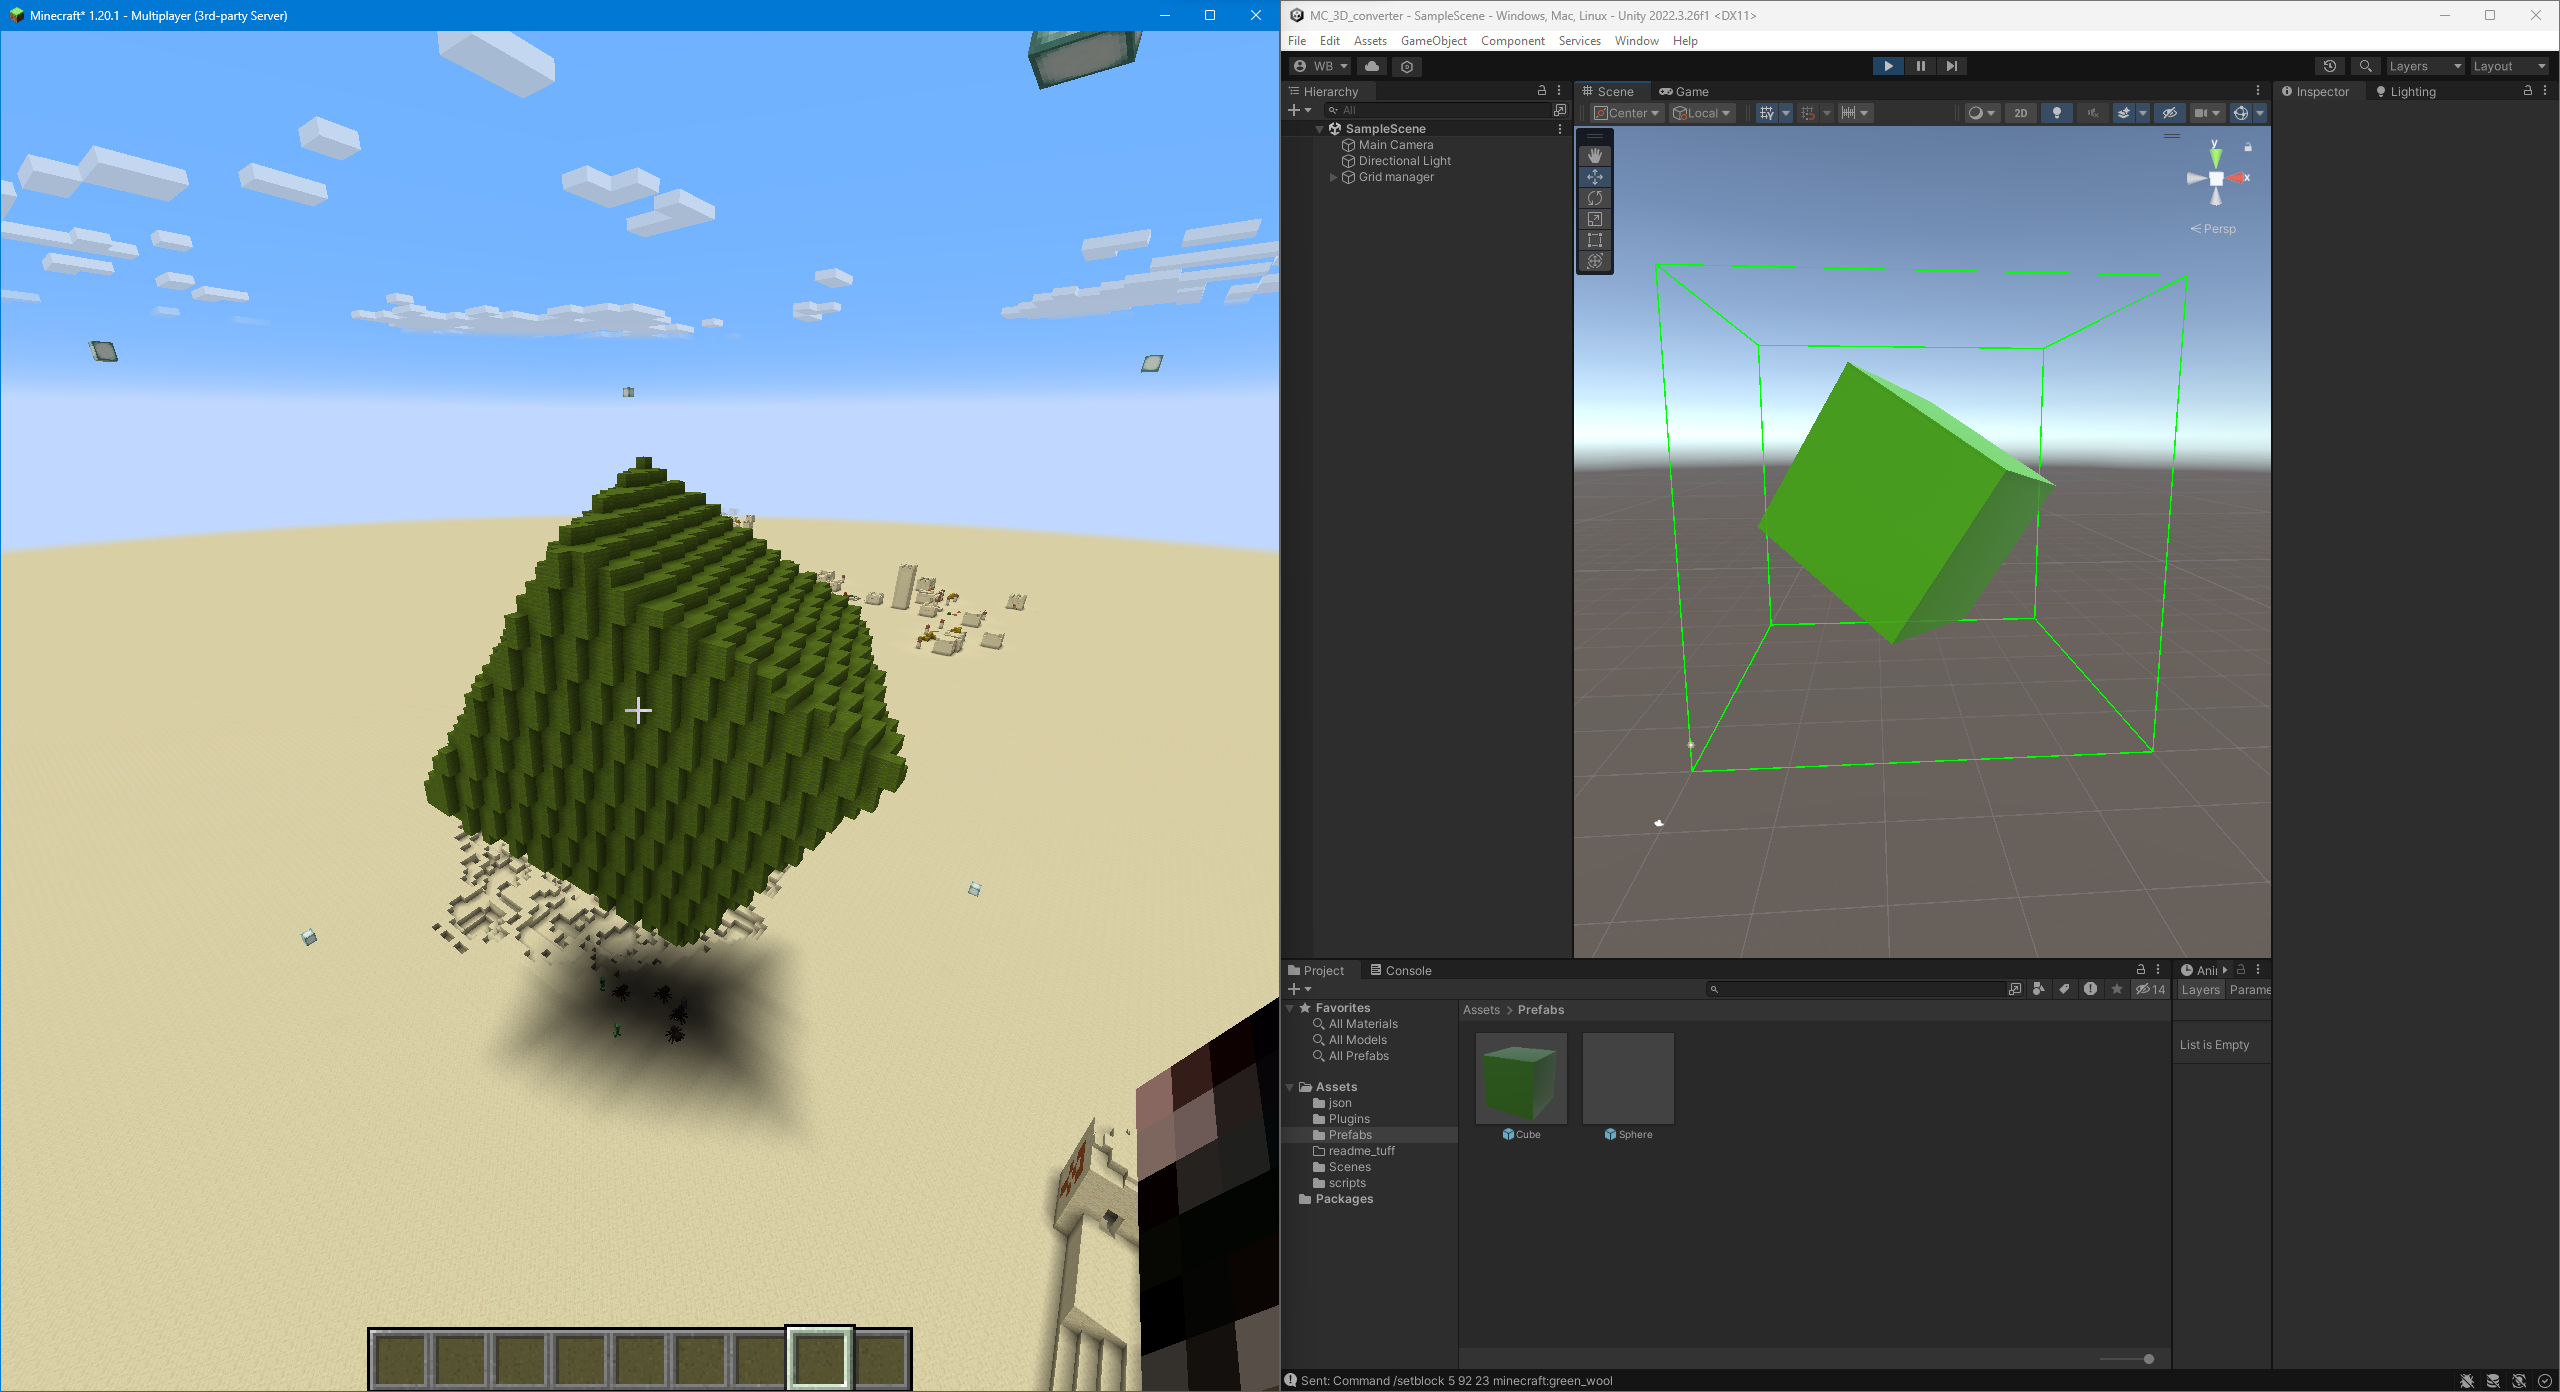 Minecraft* 1.20.1 - Multiplayer (3rd-party Server)
MC_3D_converter - SampleScene - Windows, Mac, Linux - Unity 2022.3.26f1 <DX11>
File Edit Assets GameObject Component Services Window Help
WB Layers Layout
Hierarchy
All
SampleScene
Main Camera
Directional Light
Grid manager
Scene Game
Center Local 2D
y
x
Persp
Inspector Lighting
Project Console
14
Favorites
All Materials
All Models
All Prefabs
Assets
json
Plugins
Prefabs
readme_tuff
Scenes
scripts
Packages
Assets > Prefabs
Cube Sphere
Ani
Layers Parame
List is Empty
Sent: Command /setblock 5 92 23 minecraft:green_wool